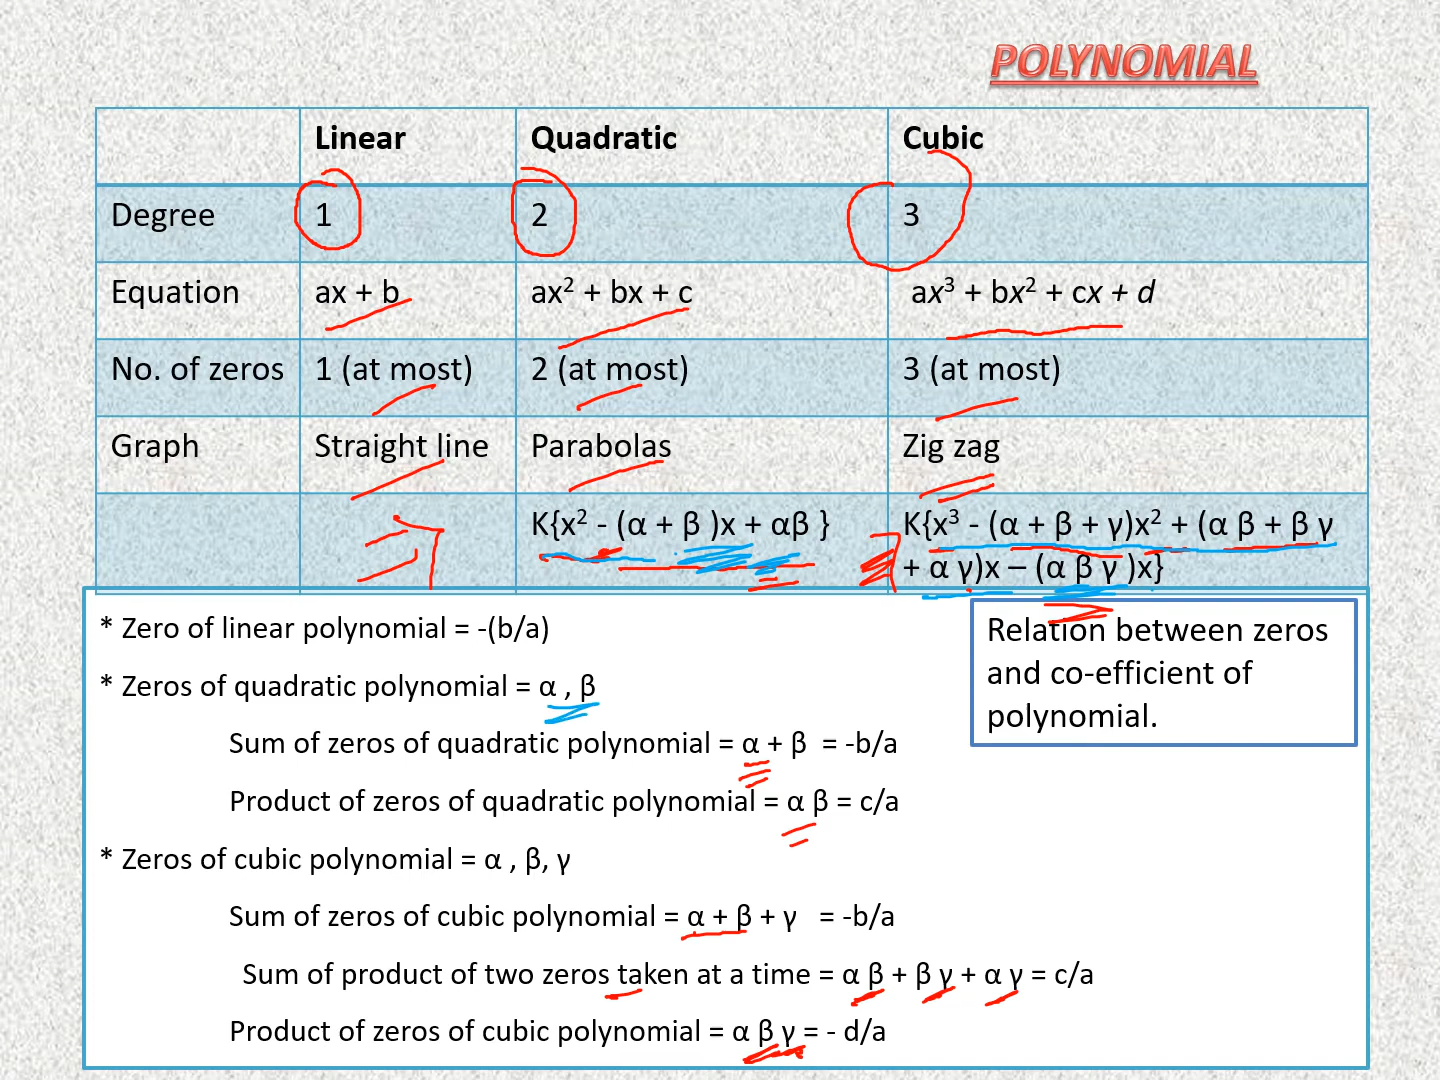 POLYNOMIAL
Linear Quadratic Cubic
Degree 1 2 3
Equation ax + b ax² + bx + c ax³ + bx² + cx + d
No. of zeros 1 (at most) 2 (at most) 3 (at most)
Graph Straight line Parabolas Zig zag
K{x² - (α + β )x + αβ } K{x³ - (α + β + γ)x² + (α β + β γ
+ α γ)x – (α β γ )x}
* Zero of linear polynomial = -(b/a)
* Zeros of quadratic polynomial = α , β
Sum of zeros of quadratic polynomial = α + β = -b/a
Product of zeros of quadratic polynomial = α β = c/a
* Zeros of cubic polynomial = α , β, γ
Sum of zeros of cubic polynomial = α + β + γ = -b/a
Sum of product of two zeros taken at a time = α β + β γ + α γ = c/a
Product of zeros of cubic polynomial = α β γ = - d/a
Relation between zeros
and co-efficient of
polynomial.